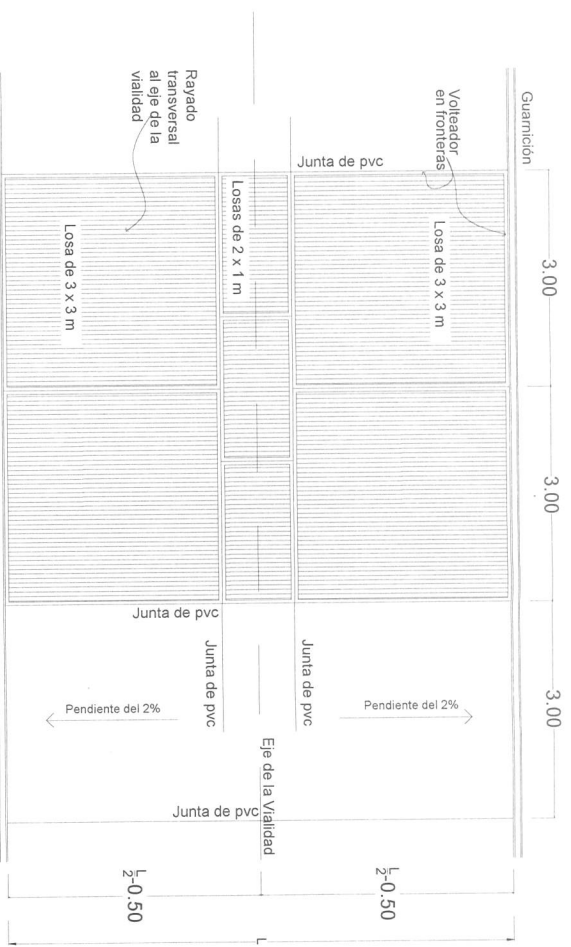 Guarnición
3.00
3.00
3.00
Volteador
en fronteras
Junta de pvc
Losa de 3 x 3 m
Losas de 2 x 1 m
Rayado
transversal
al eje de la
vialidad
Losa de 3 x 3 m
Junta de pvc
Junta de pvc
Junta de pvc
Pendiente del 2%
Pendiente del 2%
Eje de la Vialidad
Junta de pvc
L/2-0.50
L/2-0.50
L